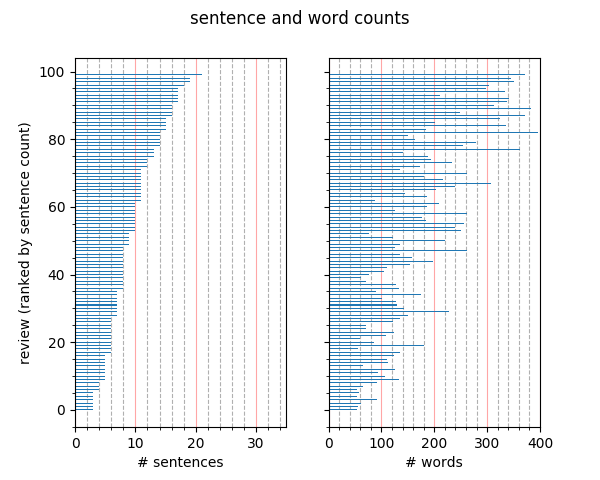 sentence and word counts
review (ranked by sentence count)
100
80
60
40
20
0
0 10 20 30
0 100 200 300 400
# sentences
# words